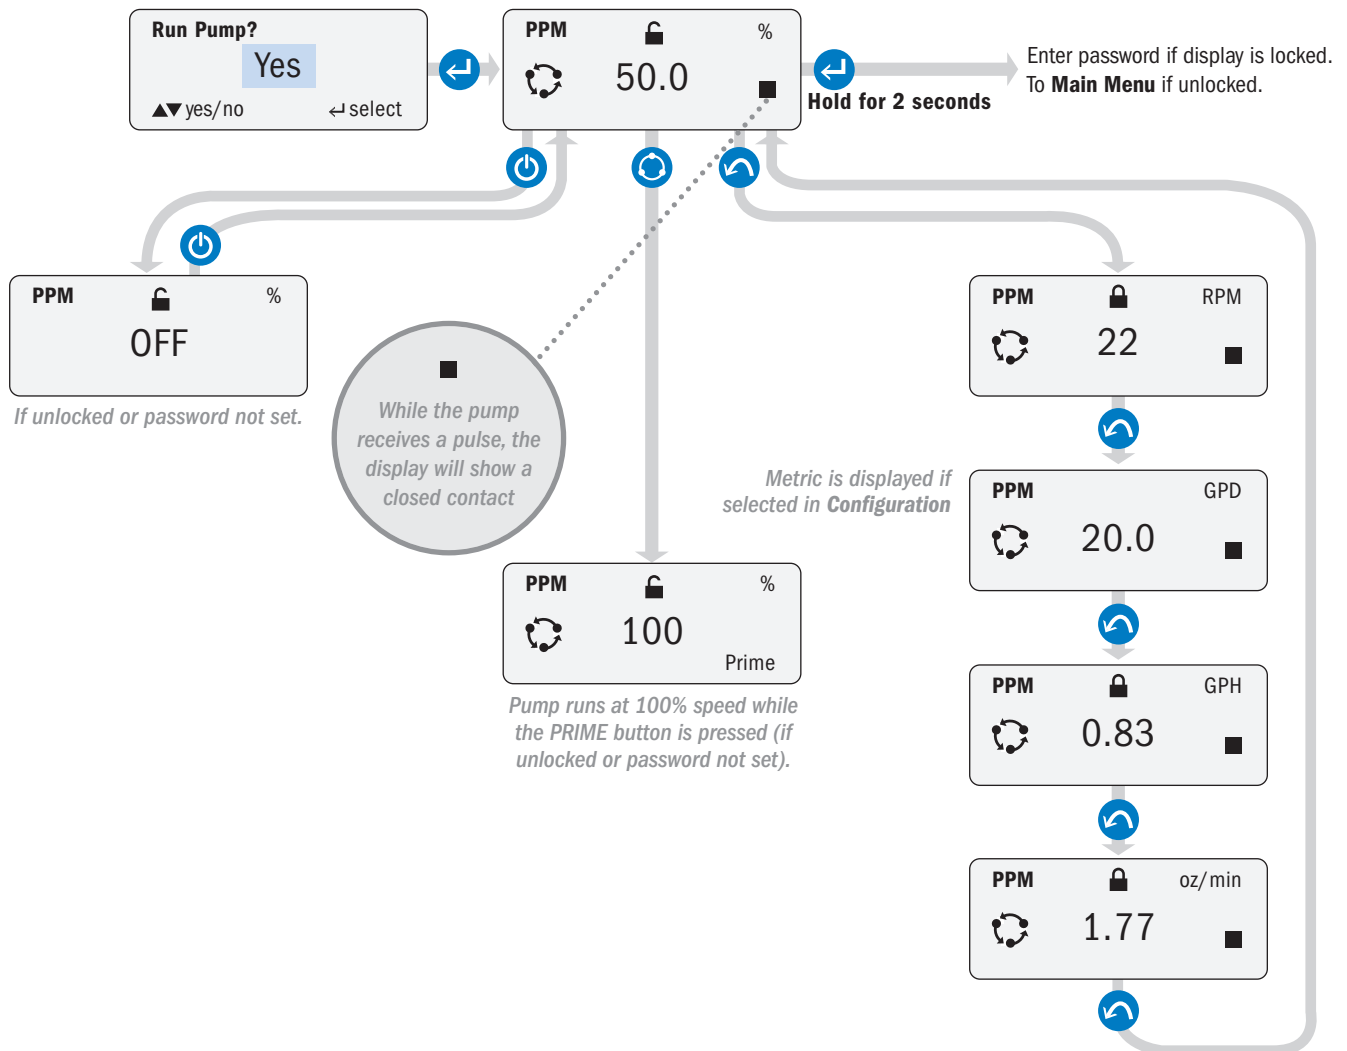 Run Pump?
Yes
▲▼ yes/no ↵ select
PPM %
50.0
Hold for 2 seconds
Enter password if display is locked.
To Main Menu if unlocked.
PPM %
OFF
If unlocked or password not set.
While the pump
receives a pulse, the
display will show a
closed contact
PPM %
100
Prime
Pump runs at 100% speed while
the PRIME button is pressed (if
unlocked or password not set).
PPM RPM
22
Metric is displayed if
selected in Configuration
PPM GPD
20.0
PPM GPH
0.83
PPM oz/min
1.77